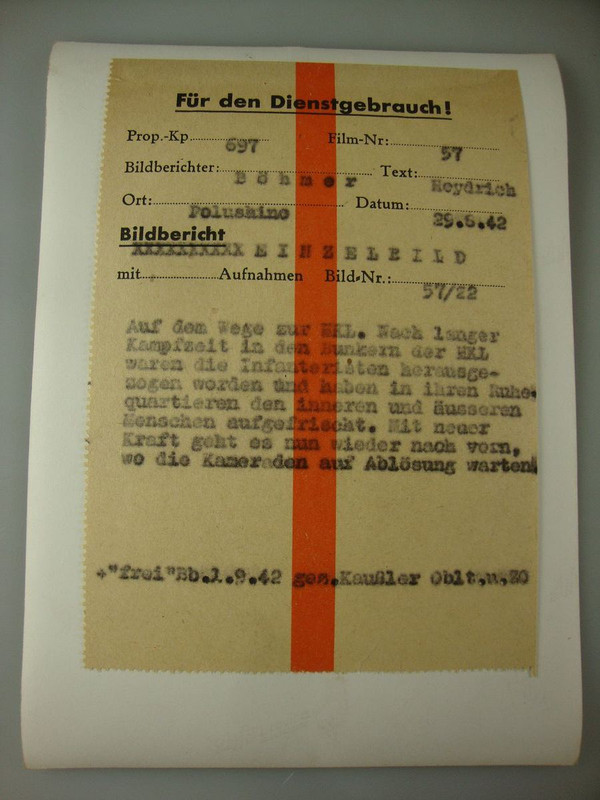 Für den Dienstgebrauch!
Prop.-Kp. 697 Film-Nr: 57
Bildberichter: Böhmer Text: Heydrich
Ort: Polushino Datum: 29.6.42
Bildbericht
XXXXXXXXXX EINZELBILD
mit Aufnahmen Bild-Nr.: 57/22
Auf dem Wege zur HKL. Nach langer
Kampfzeit in den Bunkern der HKL
waren die Infanteristen herausge-
zogen worden und haben in ihren Ruhe-
quartieren den inneren und äusseren
Menschen aufgefrischt. Mit neuer
Kraft geht es nun wieder nach vorn,
wo die Kameraden auf Ablösung warten
+"frei"Bb.1.9.42 gez.Kaußler Oblt.u.ZO